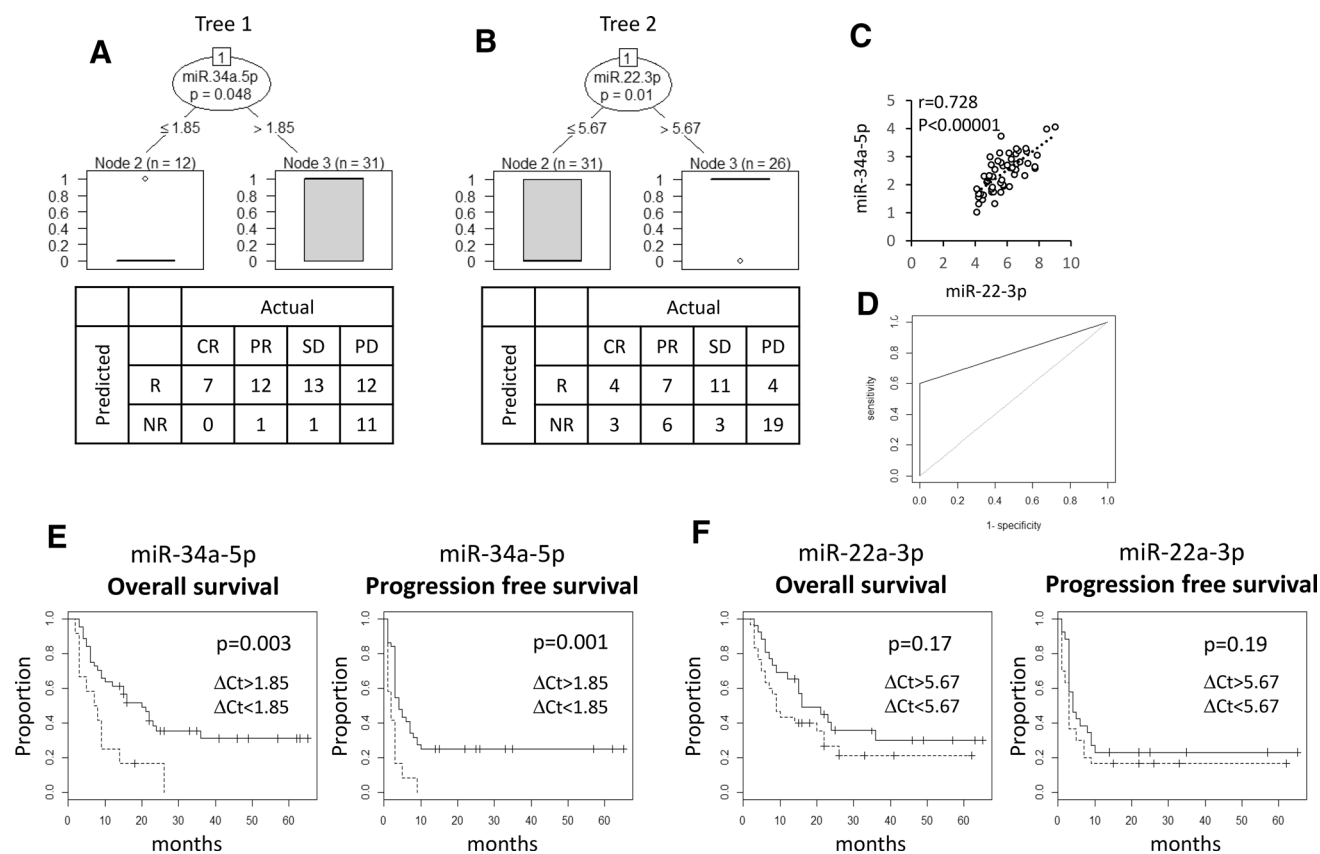 A
Tree 1
1
miR.34a.5p
p = 0.048
≤ 1.85
> 1.85
Node 2 (n = 12)
Node 3 (n = 31)
1
0.8
0.6
0.4
0.2
0
1
0.8
0.6
0.4
0.2
0
Actual
CR PR SD PD
Predicted
R 7 12 13 12
NR 0 1 1 11
B
Tree 2
1
miR.22.3p
p = 0.01
≤ 5.67
> 5.67
Node 2 (n = 31)
Node 3 (n = 26)
1
0.8
0.6
0.4
0.2
0
1
0.8
0.6
0.4
0.2
0
Actual
CR PR SD PD
Predicted
R 4 7 11 4
NR 3 6 3 19
C
r=0.728
P<0.00001
miR-34a-5p
5
4
3
2
1
0
0 2 4 6 8 10
miR-22-3p
D
sensitivity
1.0
0.8
0.6
0.4
0.2
0.0
0.0 0.2 0.4 0.6 0.8 1.0
1- specificity
E
miR-34a-5p
Overall survival
Proportion
1.0
0.8
0.6
0.4
0.2
0.0
p=0.003
ΔCt>1.85
ΔCt<1.85
0 10 20 30 40 50 60
months
miR-34a-5p
Progression free survival
Proportion
1.0
0.8
0.6
0.4
0.2
0.0
p=0.001
ΔCt>1.85
ΔCt<1.85
0 10 20 30 40 50 60
months
F
miR-22a-3p
Overall survival
Proportion
1.0
0.8
0.6
0.4
0.2
0.0
p=0.17
ΔCt>5.67
ΔCt<5.67
0 10 20 30 40 50 60
months
miR-22a-3p
Progression free survival
Proportion
1.0
0.8
0.6
0.4
0.2
0.0
p=0.19
ΔCt>5.67
ΔCt<5.67
0 10 20 30 40 50 60
months